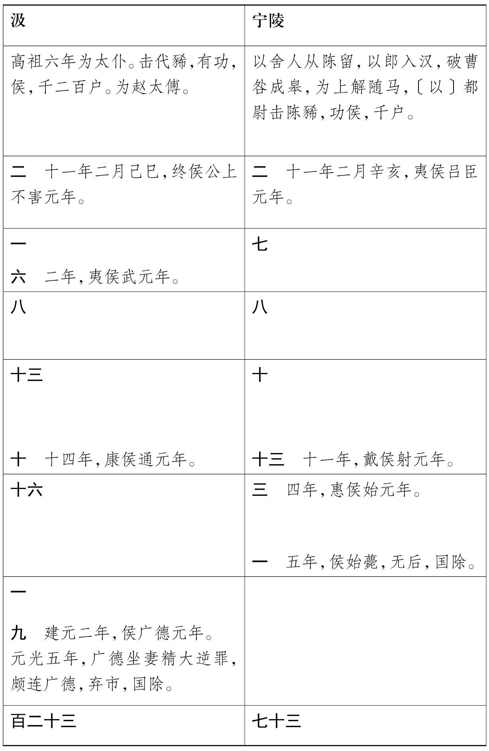 汲
宁陵
高祖六年为太仆。击代豨,有功,
侯,千二百户。为赵太傅。
以舍人从陈留,以郎入汉,破曹
咎成皋,为上解随马,〔以〕都
尉击陈豨,功侯,千户。
二 十一年二月己巳,终侯公上
不害元年。
二 十一年二月辛亥,夷侯吕臣
元年。
一
六 二年,夷侯武元年。
七
八
八
十三
十 十四年,康侯通元年。
十
十三 十一年,戴侯射元年。
十六
三 四年,惠侯始元年。
一 五年,侯始薨,无后,国除。
一
九 建元二年,侯广德元年。
元光五年,广德坐妻精大逆罪,
颇连广德,弃市,国除。
百二十三
七十三